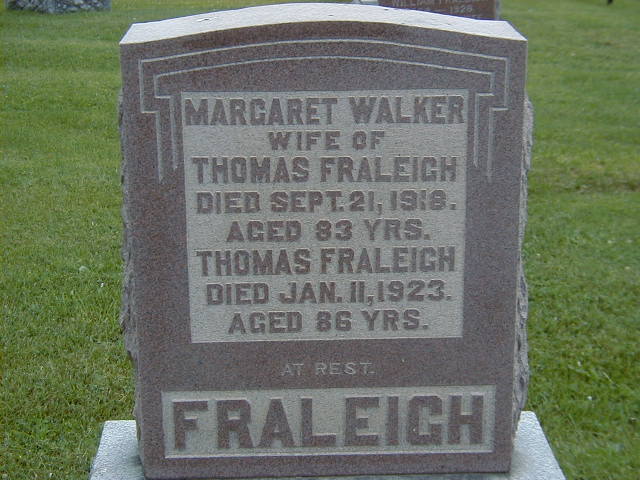 MARGARET WALKER
WIFE OF
THOMAS FRALEIGH
DIED SEPT. 21, 1918.
AGED 83 YRS.
THOMAS FRALEIGH
DIED JAN. 11, 1923.
AGED 86 YRS.
AT REST.
FRALEIGH